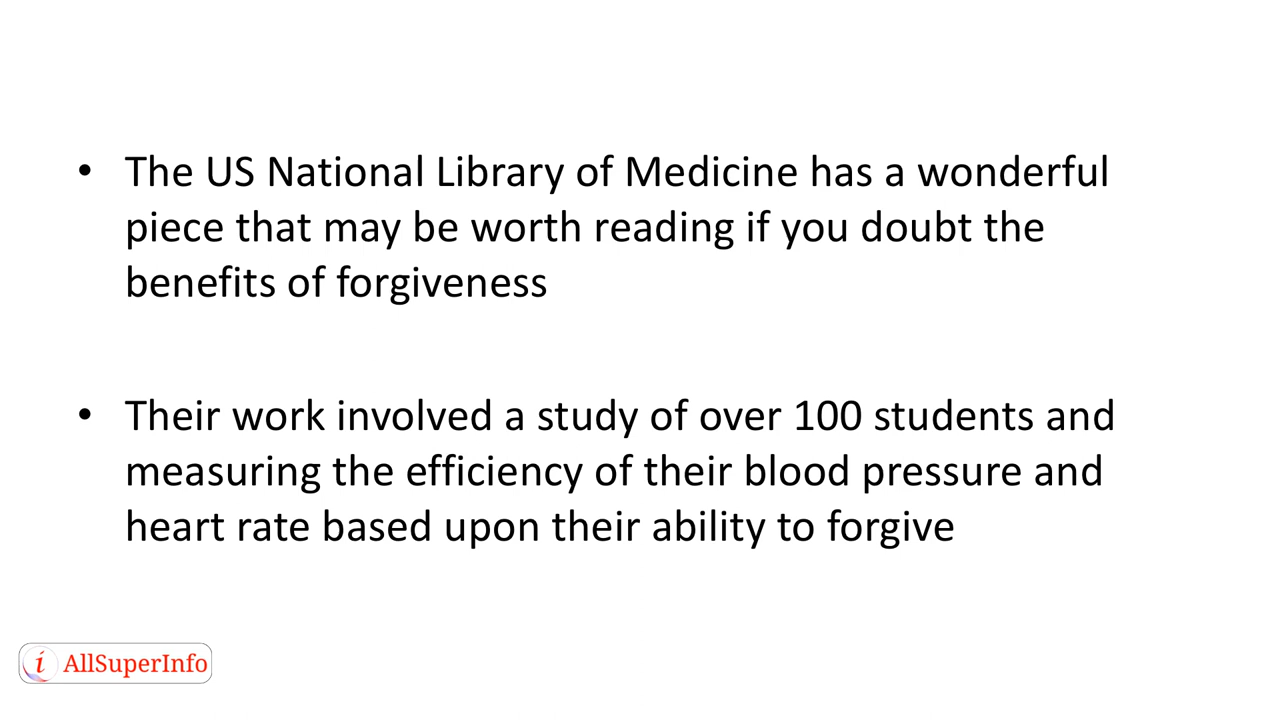 • The US National Library of Medicine has a wonderful
piece that may be worth reading if you doubt the
benefits of forgiveness
• Their work involved a study of over 100 students and
measuring the efficiency of their blood pressure and
heart rate based upon their ability to forgive
i AllSuperInfo